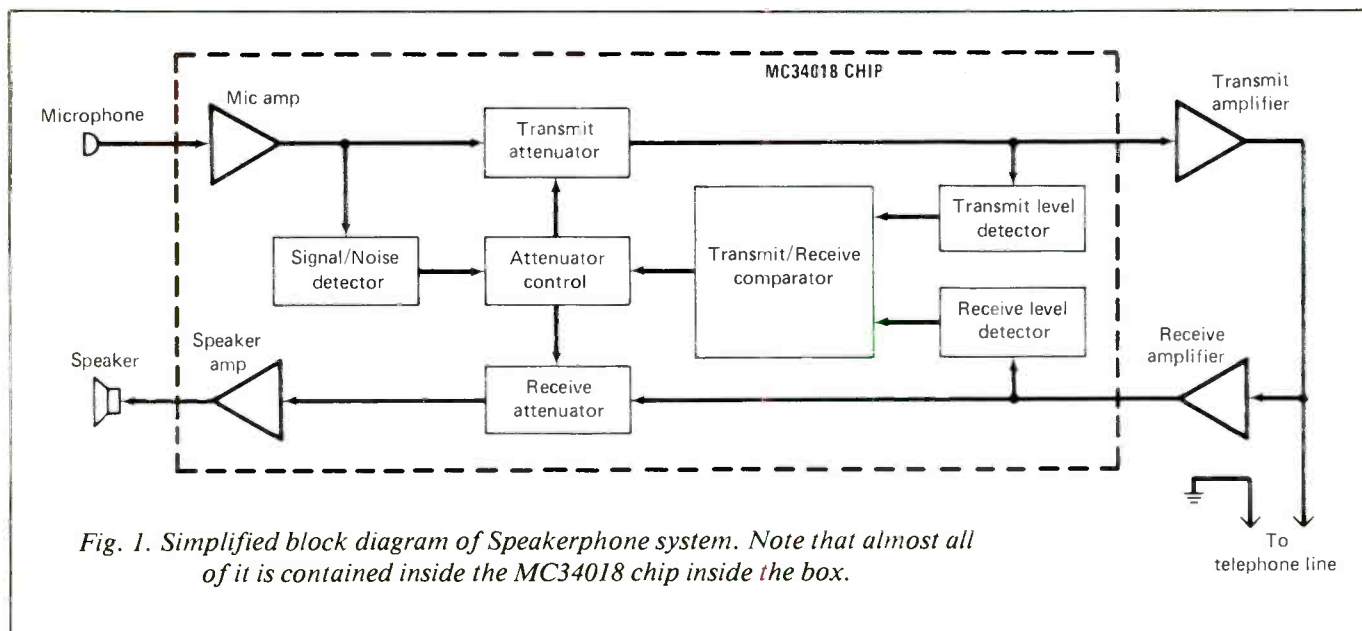 MC34018 CHIP
Microphone
Mic amp
Transmit
attenuator
Transmit
amplifier
Signal/Noise
detector
Attenuator
control
Transmit/Receive
comparator
Transmit level
detector
Receive level
detector
Speaker
Speaker
amp
Receive
attenuator
Receive
amplifier
To
telephone line
Fig. 1. Simplified block diagram of Speakerphone system. Note that almost all
of it is contained inside the MC34018 chip inside the box.